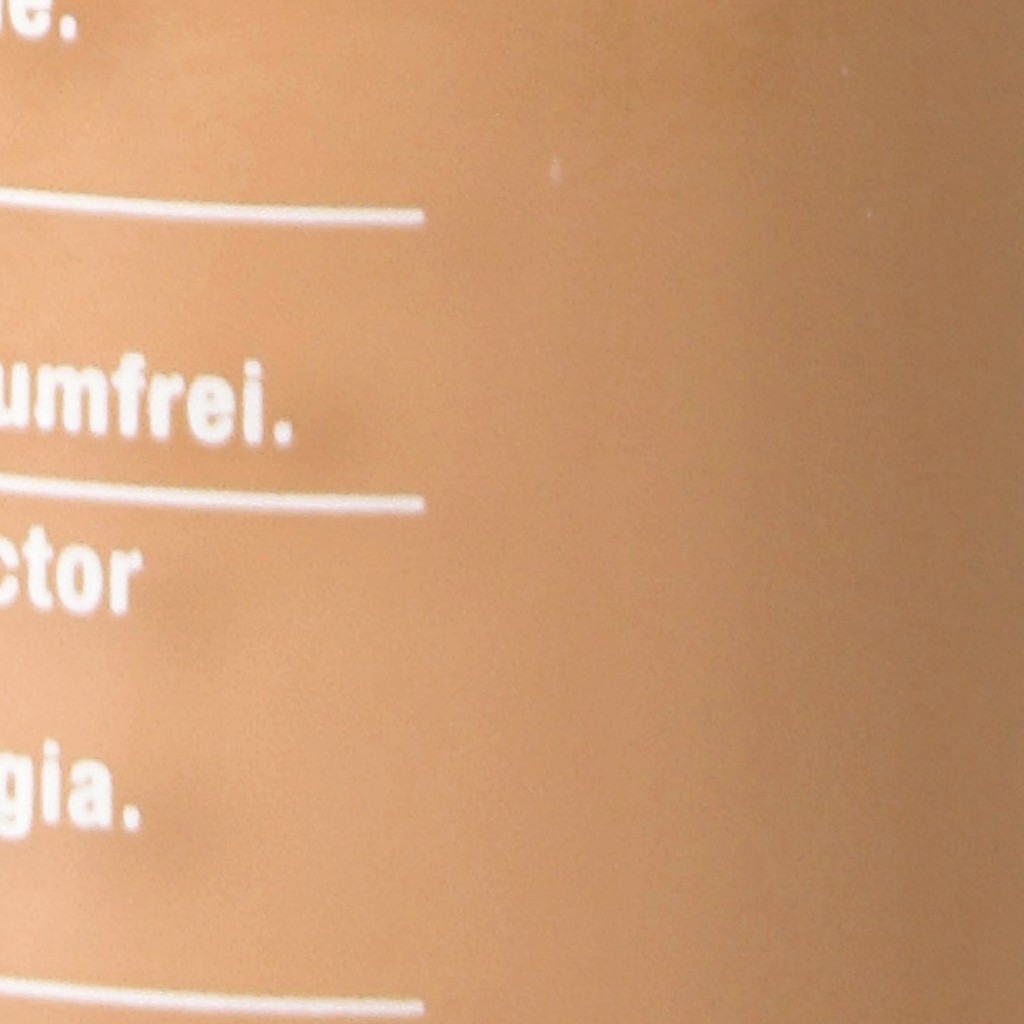 e.
umfrei.
ctor
gia.